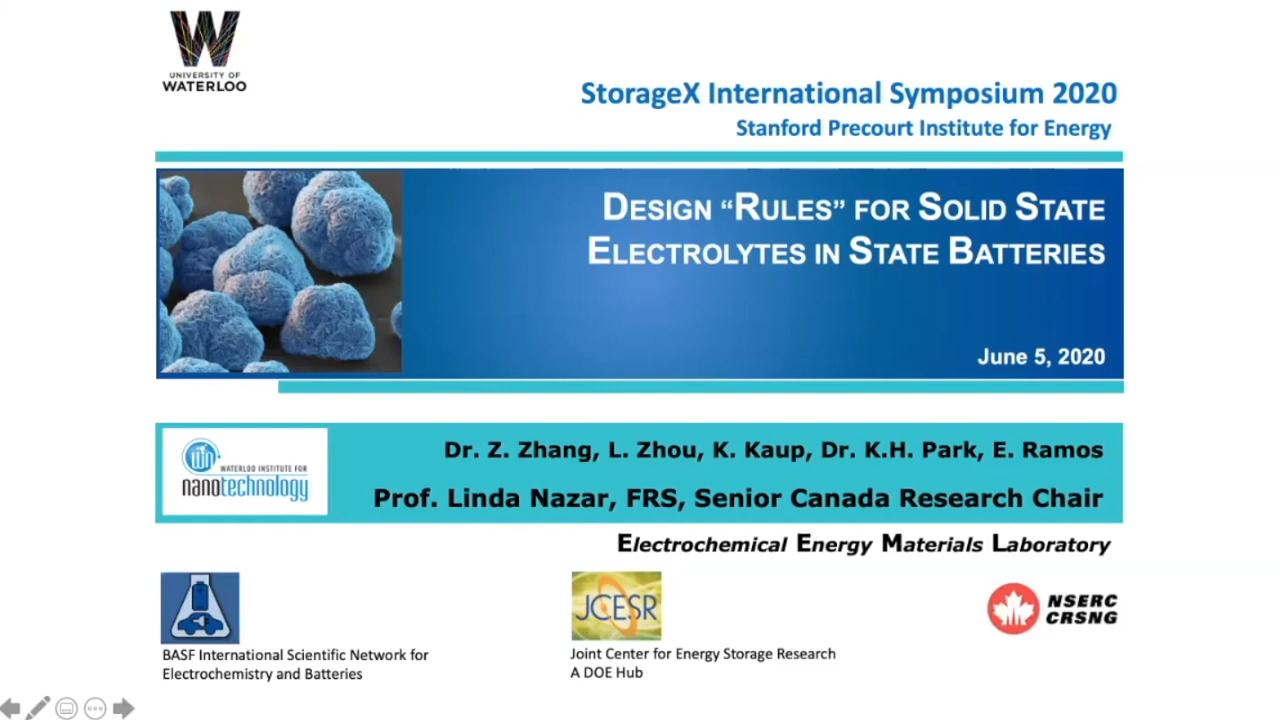 W
UNIVERSITY OF
WATERLOO
StorageX International Symposium 2020
Stanford Precourt Institute for Energy
DESIGN “RULES” FOR SOLID STATE
ELECTROLYTES IN STATE BATTERIES
June 5, 2020
WIN
WATERLOO INSTITUTE FOR
nanotechnology
Dr. Z. Zhang, L. Zhou, K. Kaup, Dr. K.H. Park, E. Ramos
Prof. Linda Nazar, FRS, Senior Canada Research Chair
Electrochemical Energy Materials Laboratory
BASF International Scientific Network for
Electrochemistry and Batteries
JCESR
Joint Center for Energy Storage Research
A DOE Hub
NSERC
CRSNG